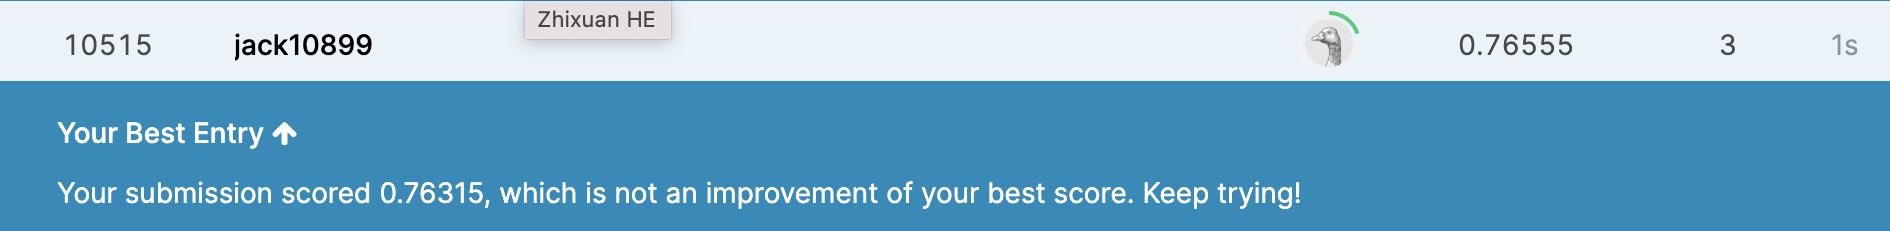 Zhixuan HE
10515 jack10899 0.76555 3 1s
Your Best Entry
Your submission scored 0.76315, which is not an improvement of your best score. Keep trying!